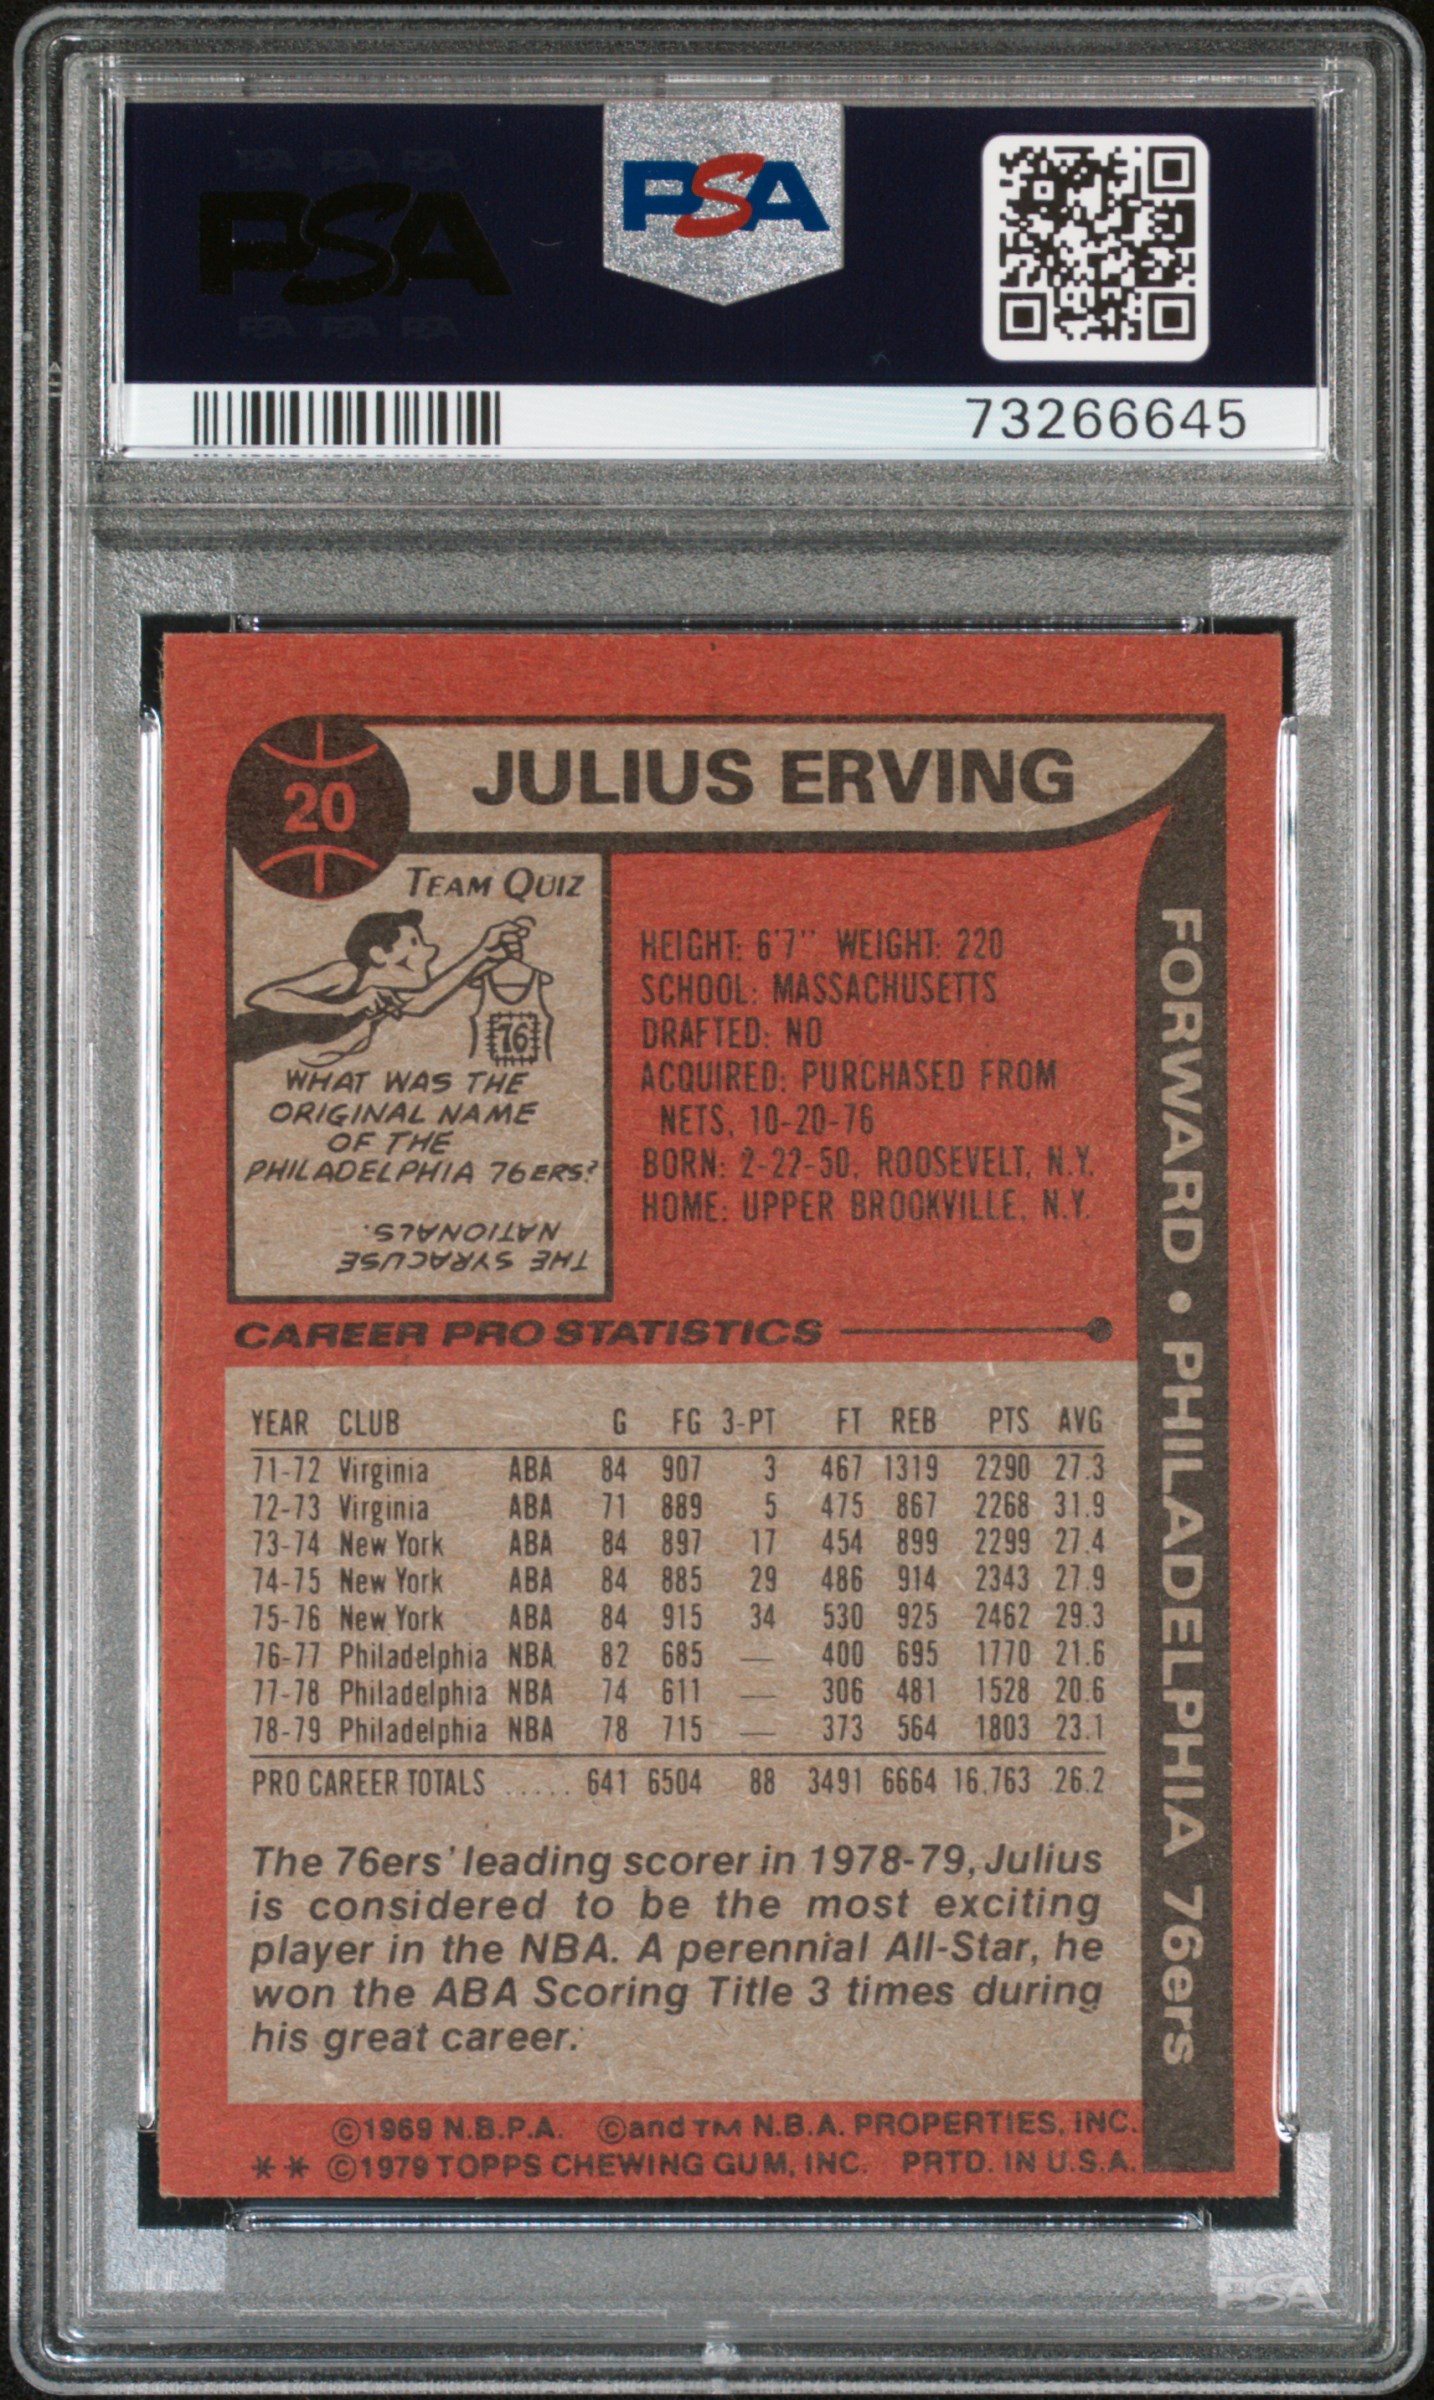 PSA PSA PSA
PSA
PSA PSA PSA
PSA
73266645
20
JULIUS ERVING
TEAM QUIZ
76
WHAT WAS THE
ORIGINAL NAME
OF THE
PHILADELPHIA 76ERS?
THE SYRACUSE
NATIONALS.
HEIGHT: 6'7" WEIGHT: 220
SCHOOL: MASSACHUSETTS
DRAFTED: NO
ACQUIRED: PURCHASED FROM
NETS, 10-20-76
BORN: 2-22-50, ROOSEVELT, N.Y.
HOME: UPPER BROOKVILLE, N.Y.
FORWARD • PHILADELPHIA 76ers
CAREER PRO STATISTICS
YEAR CLUB G FG 3-PT FT REB PTS AVG
71-72 Virginia ABA 84 907 3 467 1319 2290 27.3
72-73 Virginia ABA 71 889 5 475 867 2268 31.9
73-74 New York ABA 84 897 17 454 899 2299 27.4
74-75 New York ABA 84 885 29 486 914 2343 27.9
75-76 New York ABA 84 915 34 530 925 2462 29.3
76-77 Philadelphia NBA 82 685 — 400 695 1770 21.6
77-78 Philadelphia NBA 74 611 — 306 481 1528 20.6
78-79 Philadelphia NBA 78 715 — 373 564 1803 23.1
PRO CAREER TOTALS ..... 641 6504 88 3491 6664 16,763 26.2
The 76ers' leading scorer in 1978-79, Julius
is considered to be the most exciting
player in the NBA. A perennial All-Star, he
won the ABA Scoring Title 3 times during
his great career.
©1969 N.B.P.A. ©and TM N.B.A. PROPERTIES, INC.
** ©1979 TOPPS CHEWING GUM, INC. PRTD. IN U.S.A.
PSA